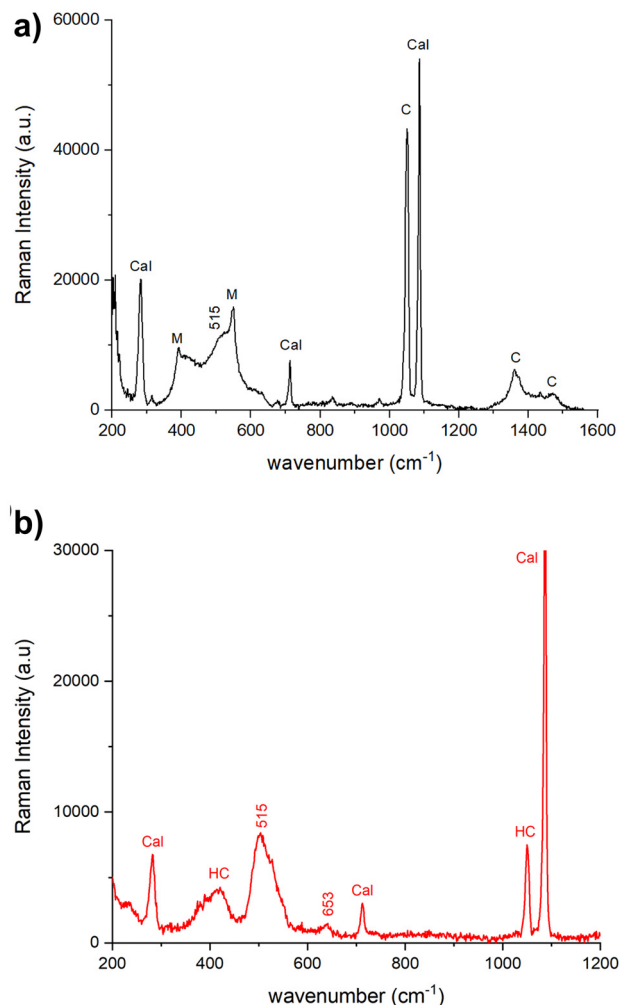 a)
60000
40000
20000
0
Raman Intensity (a.u.)
Cal
M
515
M
Cal
C
Cal
C
C
200 400 600 800 1000 1200 1400 1600
wavenumber (cm⁻¹)
b)
30000
20000
10000
0
Raman Intensity (a.u)
Cal
HC
515
653
Cal
HC
Cal
200 400 600 800 1000 1200
wavenumber (cm⁻¹)